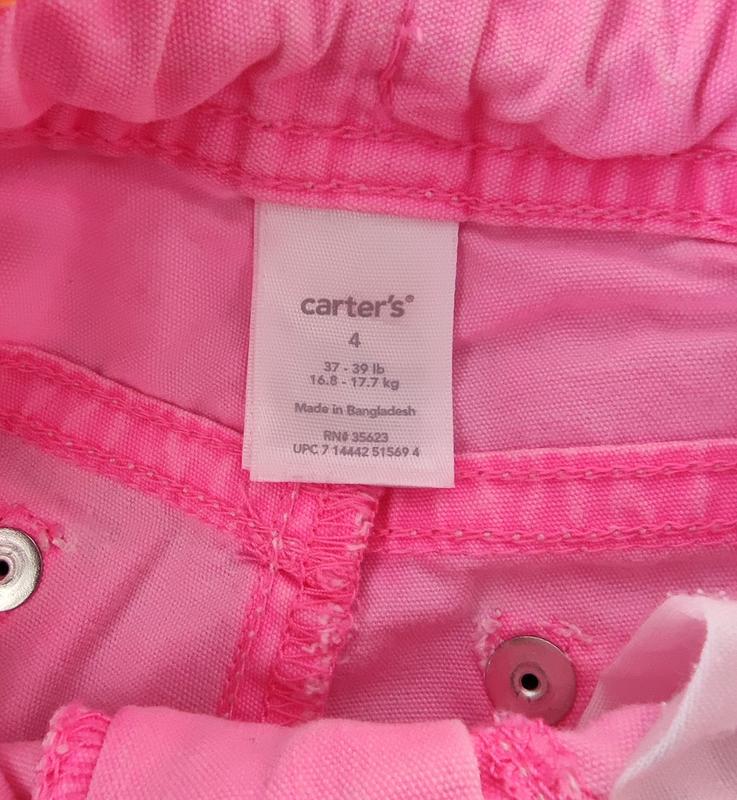 carter's®
4
37 - 39 lb
16.8 - 17.7 kg
Made in Bangladesh
RN# 35623
UPC 7 14442 51569 4